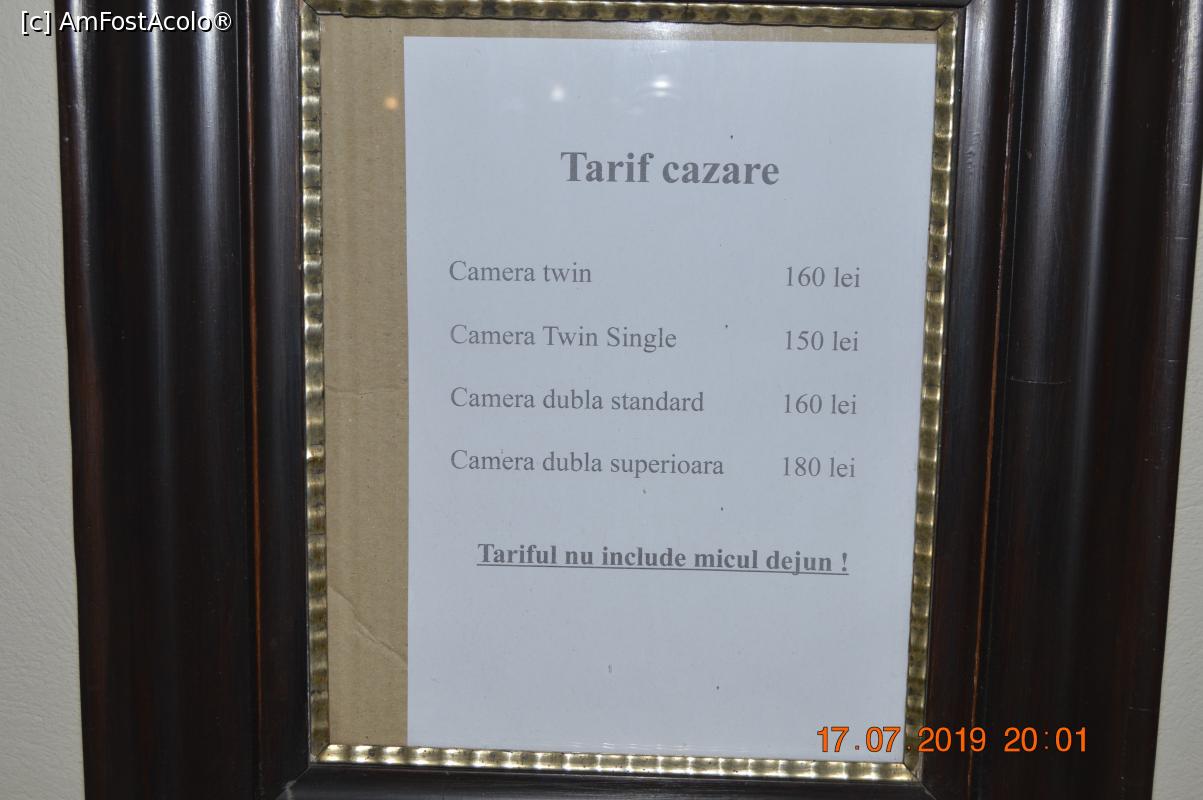 [c] AmFostAcolo®
Tarif cazare
Camera twin 160 lei
Camera Twin Single 150 lei
Camera dubla standard 160 lei
Camera dubla superioara 180 lei
Tariful nu include micul dejun !
17.07.2019 20:01